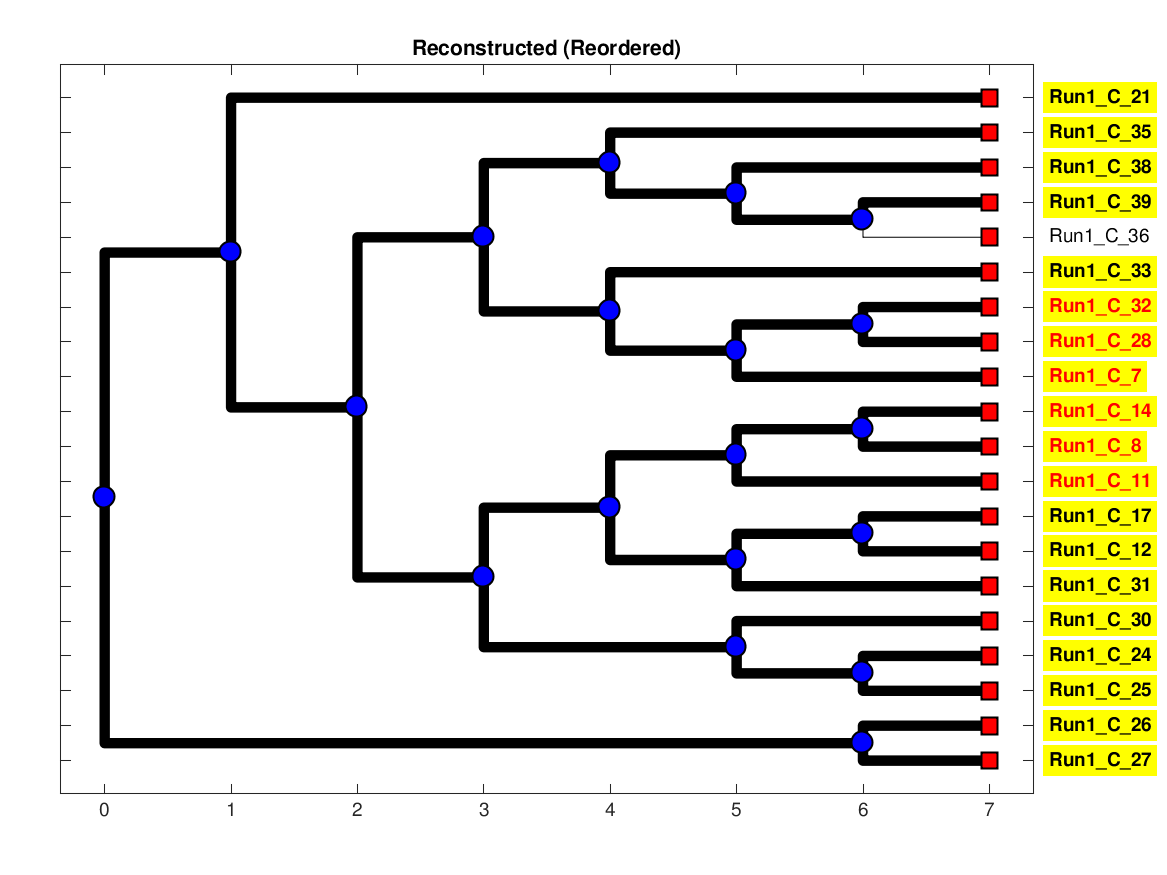 Reconstructed (Reordered)
Run1_C_21
Run1_C_35
Run1_C_38
Run1_C_39
Run1_C_36
Run1_C_33
Run1_C_32
Run1_C_28
Run1_C_7
Run1_C_14
Run1_C_8
Run1_C_11
Run1_C_17
Run1_C_12
Run1_C_31
Run1_C_30
Run1_C_24
Run1_C_25
Run1_C_26
Run1_C_27
0 1 2 3 4 5 6 7